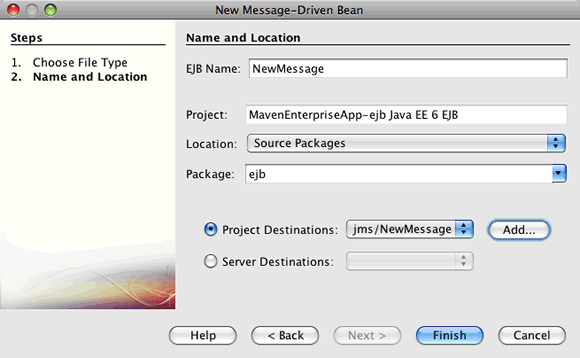 New Message-Driven Bean
Steps
1. Choose File Type
2. Name and Location
Name and Location
EJB Name: NewMessage
Project: MavenEnterpriseApp-ejb Java EE 6 EJB
Location: Source Packages
Package: ejb
Project Destinations: jms/NewMessage Add...
Server Destinations:
Help < Back Next > Finish Cancel